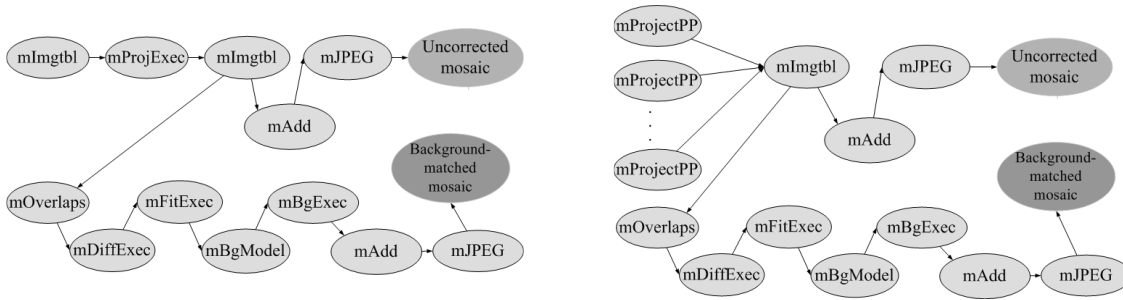 mImgtbl
mProjExec
mImgtbl
mJPEG
Uncorrected
mosaic
mAdd
Background-
matched
mosaic
mOverlaps
mFitExec
mBgExec
mDiffExec
mBgModel
mAdd
mJPEG
mProjectPP
mProjectPP
mProjectPP
mImgtbl
mJPEG
Uncorrected
mosaic
mAdd
Background-
matched
mosaic
mOverlaps
mFitExec
mBgExec
mDiffExec
mBgModel
mAdd
mJPEG